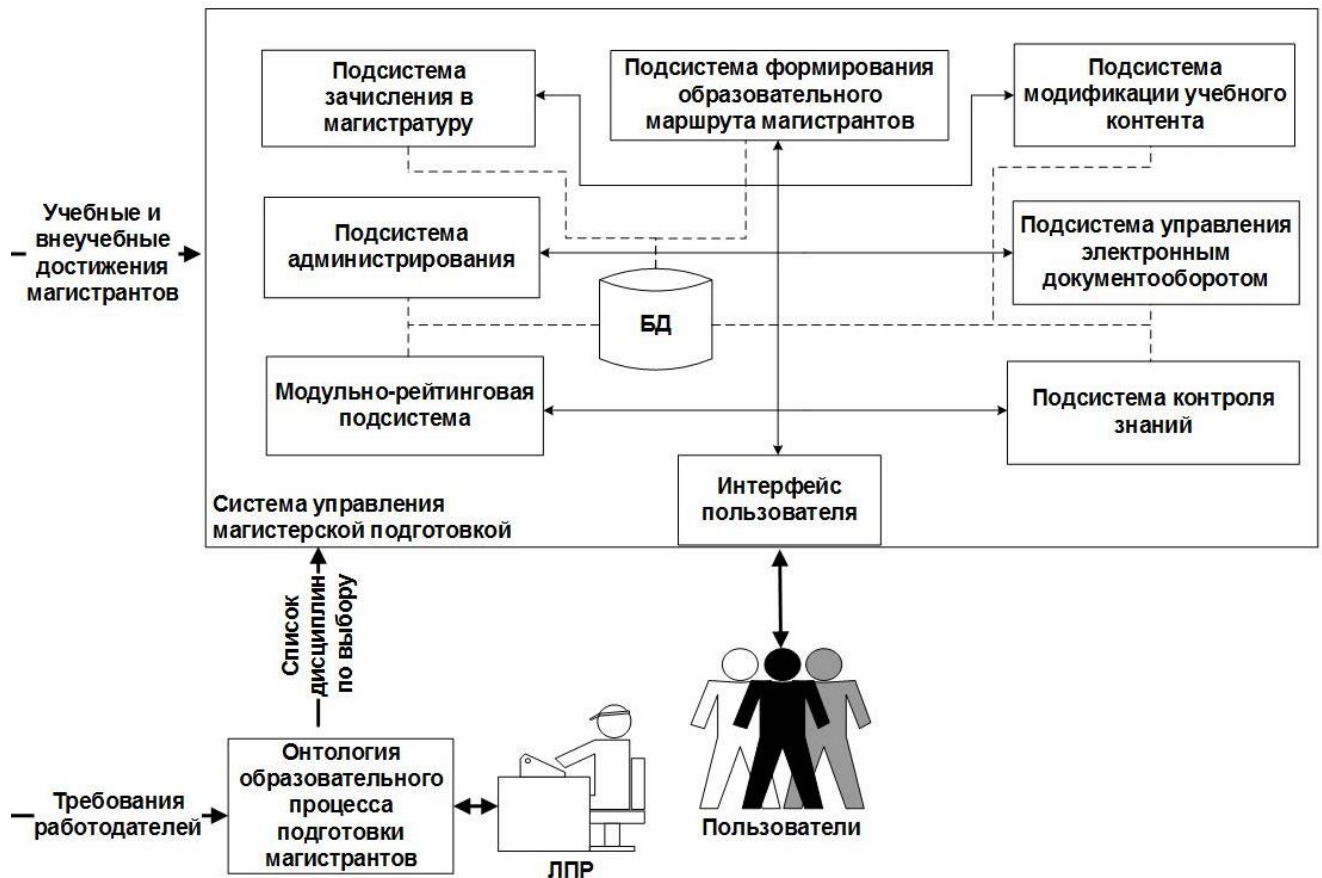 Подсистема
зачисления в
магистратуру
Подсистема формирования
образовательного
маршрута магистрантов
Подсистема
модификации учебного
контента
Учебные и
внеучебные
достижения
магистрантов
Подсистема
администрирования
Подсистема управления
электронным
документооборотом
БД
Модульно-рейтинговая
подсистема
Подсистема контроля
знаний
Интерфейс
пользователя
Система управления
магистерской подготовкой
Список
дисциплин
по выбору
Требования
работодателей
Онтология
образовательного
процесса
подготовки
магистрантов
ЛПР
Пользователи